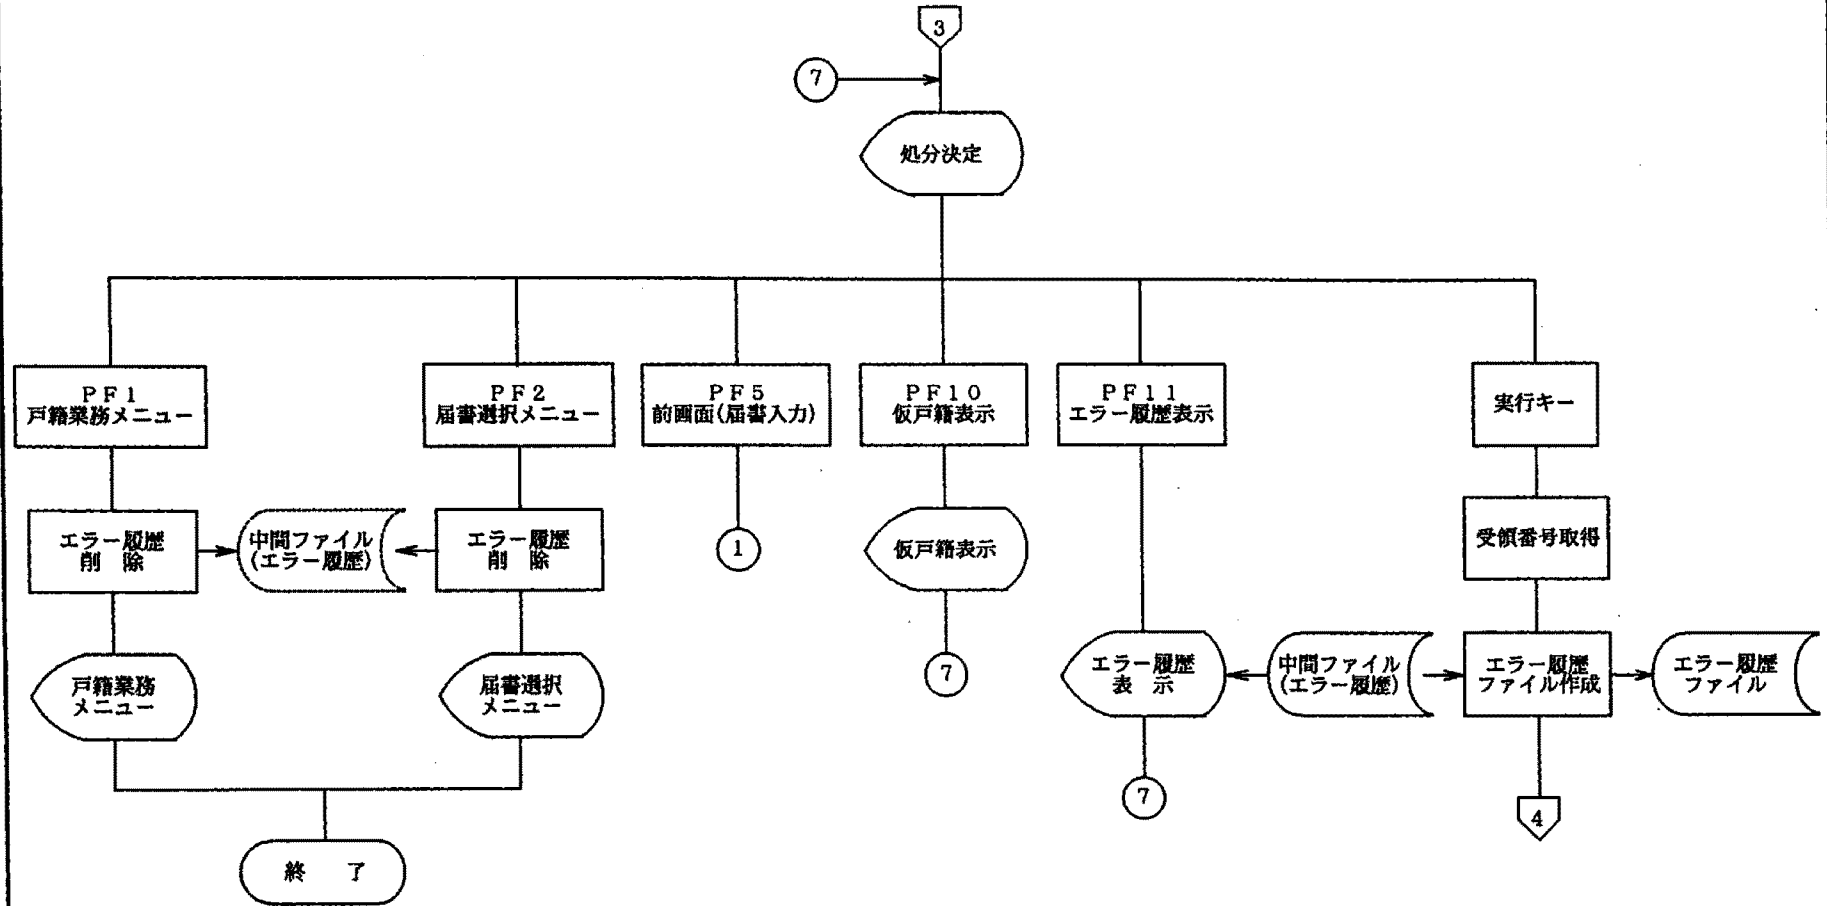 3
7
処分決定
PF1
戸籍業務メニュー
PF2
届書選択メニュー
PF5
前画面(届書入力)
PF10
仮戸籍表示
PF11
エラー履歴表示
実行キー
エラー履歴
削　除
中間ファイル
(エラー履歴)
エラー履歴
削　除
1
仮戸籍表示
受領番号取得
戸籍業務
メニュー
届書選択
メニュー
7
エラー履歴
表　示
中間ファイル
(エラー履歴)
エラー履歴
ファイル作成
エラー履歴
ファイル
7
4
終　了